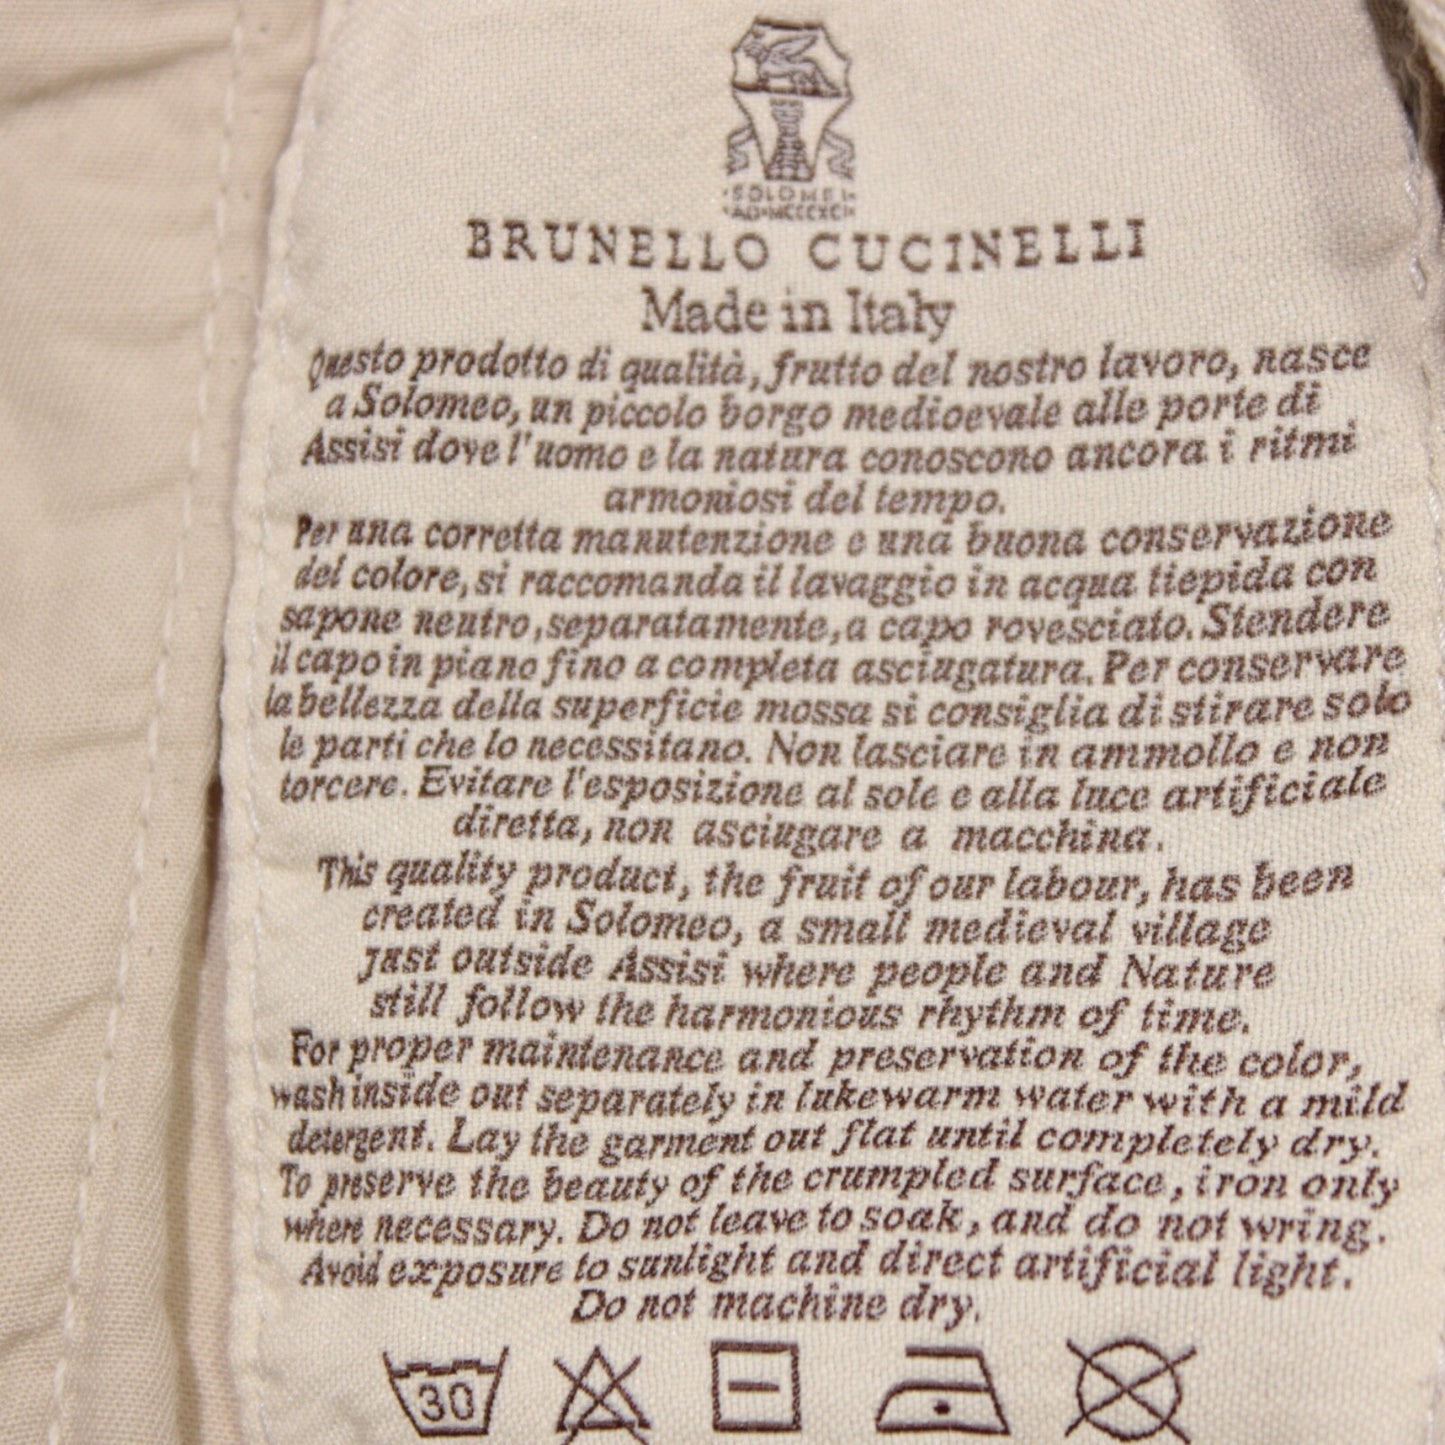 SOLOMEI
AD·MCCCXCI
BRUNELLO CUCINELLI
Made in Italy
Questo prodotto di qualità, frutto del nostro lavoro, nasce
a Solomeo, un piccolo borgo medioevale alle porte di
Assisi dove l'uomo e la natura conoscono ancora i ritmi
armoniosi del tempo.
Per una corretta manutenzione e una buona conservazione
del colore, si raccomanda il lavaggio in acqua tiepida con
sapone neutro, separatamente, a capo rovesciato. Stendere
il capo in piano fino a completa asciugatura. Per conservare
la bellezza della superficie mossa si consiglia di stirare solo
le parti che lo necessitano. Non lasciare in ammollo e non
torcere. Evitare l'esposizione al sole e alla luce artificiale
diretta, non asciugare a macchina.
This quality product, the fruit of our labour, has been
created in Solomeo, a small medieval village
just outside Assisi where people and Nature
still follow the harmonious rhythm of time.
For proper maintenance and preservation of the color,
wash inside out separately in lukewarm water with a mild
detergent. Lay the garment out flat until completely dry.
To preserve the beauty of the crumpled surface, iron only
where necessary. Do not leave to soak, and do not wring.
Avoid exposure to sunlight and direct artificial light.
Do not machine dry.
30